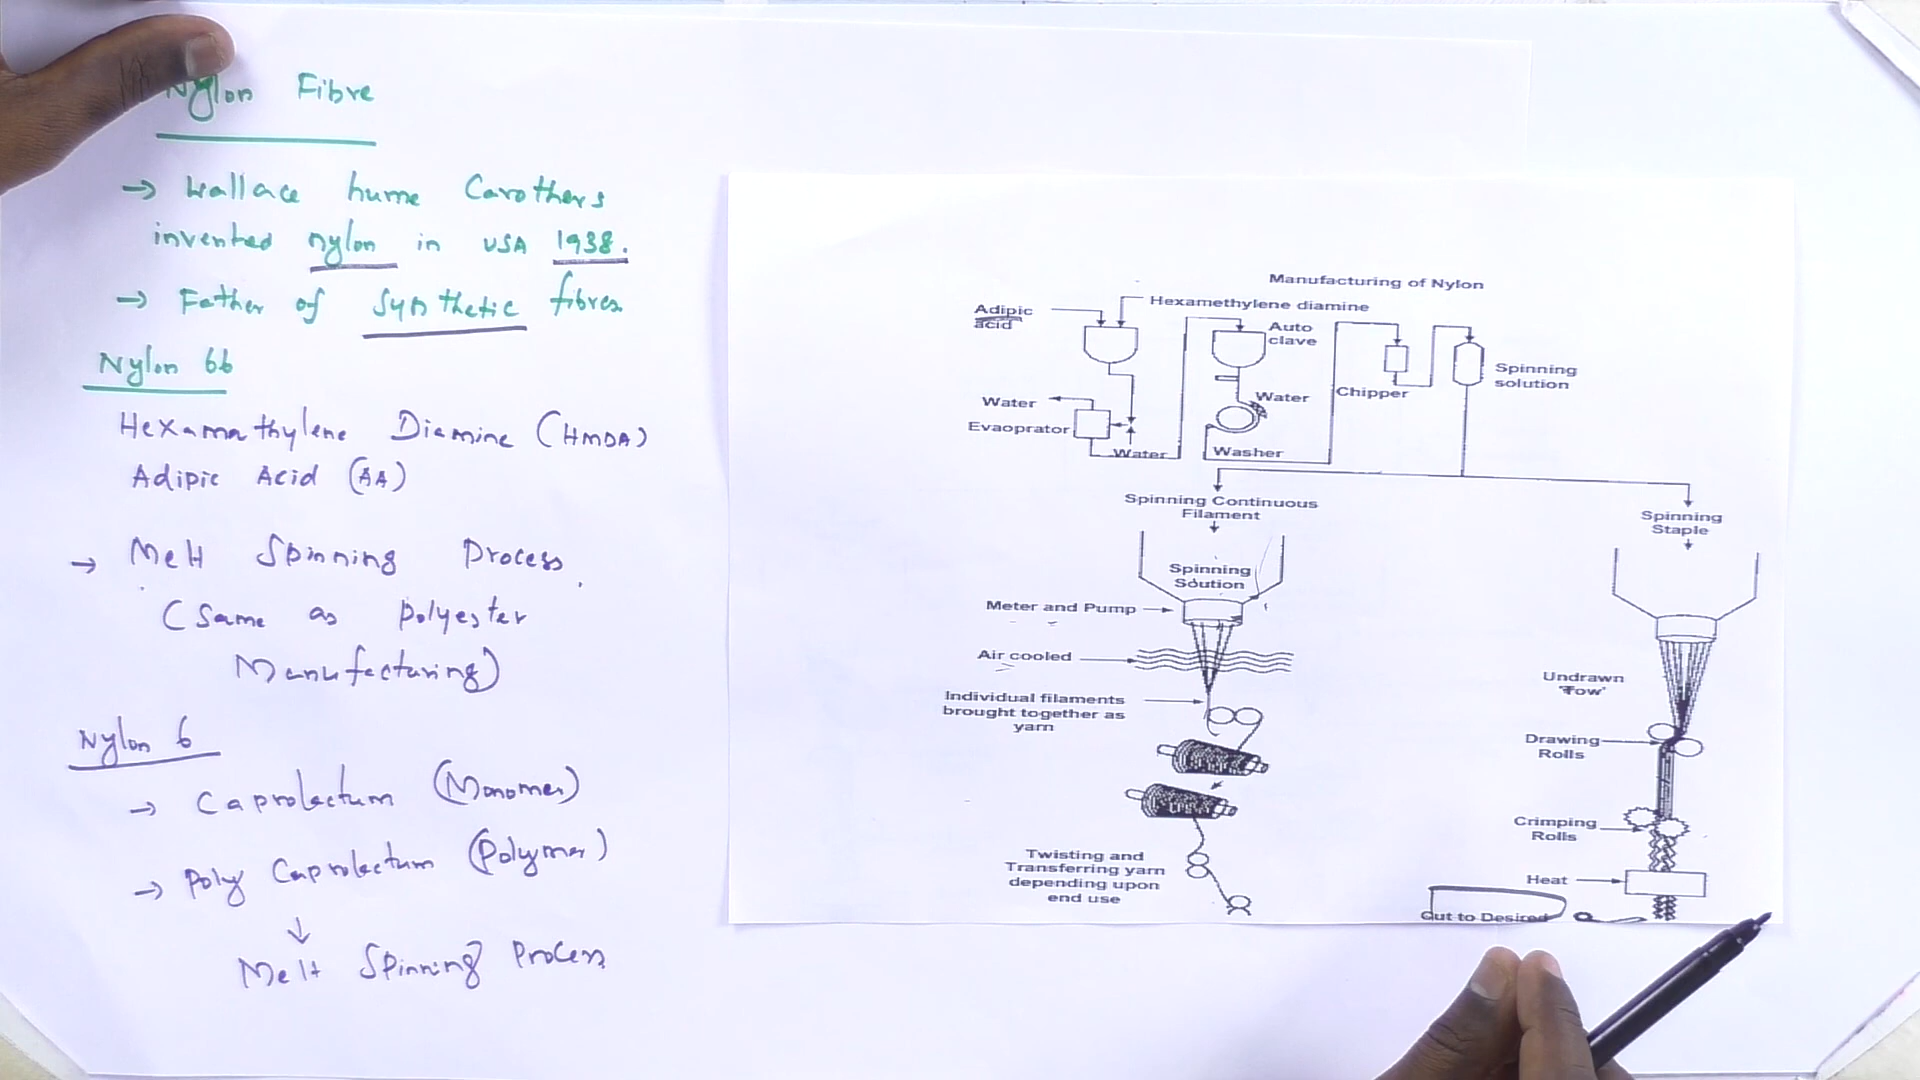 Nylon Fibre
→ Wallace hume Carothers
invented nylon in USA 1938.
→ Father of Synthetic fibres
Nylon 66
Hexamathylene Diamine (HMDA)
Adipic Acid (AA)
→ Melt Spinning Process
(Same as polyester
Manufacturing)
Nylon 6
→ Caprolactum (Monomer)
→ Poly Caprolactum (Polymer)
↓
Melt Spinning Process
Manufacturing of Nylon
Hexamethylene diamine
Adipic
acid
Auto
clave
Spinning
solution
Chipper
Water
Water
Evaoprator
Water
Washer
Spinning Continuous
Filament
Spinning
Staple
Spinning
Solution
Meter and Pump
Air cooled
Individual filaments
brought together as
yarn
Twisting and
Transferring yarn
depending upon
end use
Undrawn
'Tow'
Drawing
Rolls
Crimping
Rolls
Heat
Cut to Desired